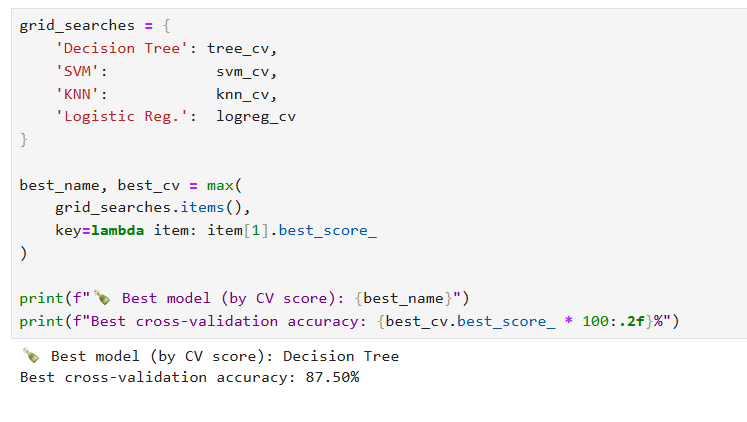 grid_searches = {
    'Decision Tree': tree_cv,
    'SVM':            svm_cv,
    'KNN':            knn_cv,
    'Logistic Reg.':  logreg_cv
}
best_name, best_cv = max(
    grid_searches.items(),
    key=lambda item: item[1].best_score_
)
print(f"🍾 Best model (by CV score): {best_name}")
print(f"Best cross-validation accuracy: {best_cv.best_score_ * 100:.2f}%")
🍾 Best model (by CV score): Decision Tree
Best cross-validation accuracy: 87.50%